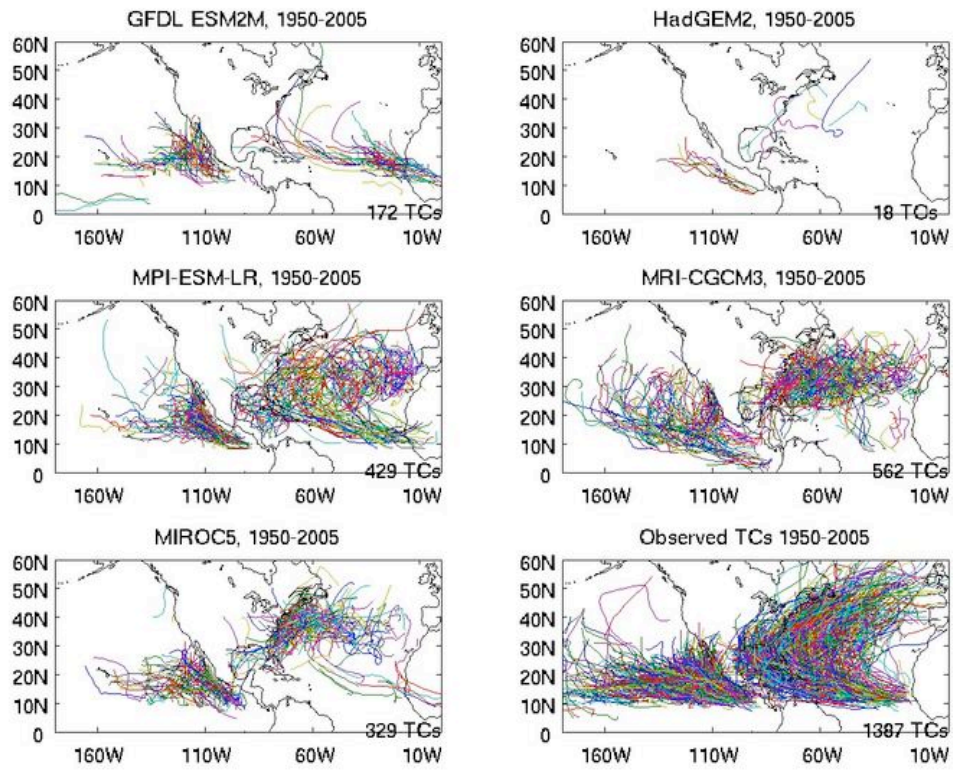 GFDL ESM2M, 1950-2005
60N
50N
40N
30N
20N
10N
0
172 TCs
160W 110W 60W 10W
HadGEM2, 1950-2005
60N
50N
40N
30N
20N
10N
0
18 TCs
160W 110W 60W 10W
MPI-ESM-LR, 1950-2005
60N
50N
40N
30N
20N
10N
0
429 TCs
160W 110W 60W 10W
MRI-CGCM3, 1950-2005
60N
50N
40N
30N
20N
10N
0
562 TCs
160W 110W 60W 10W
MIROC5, 1950-2005
60N
50N
40N
30N
20N
10N
0
329 TCs
160W 110W 60W 10W
Observed TCs 1950-2005
60N
50N
40N
30N
20N
10N
0
1387 TCs
160W 110W 60W 10W